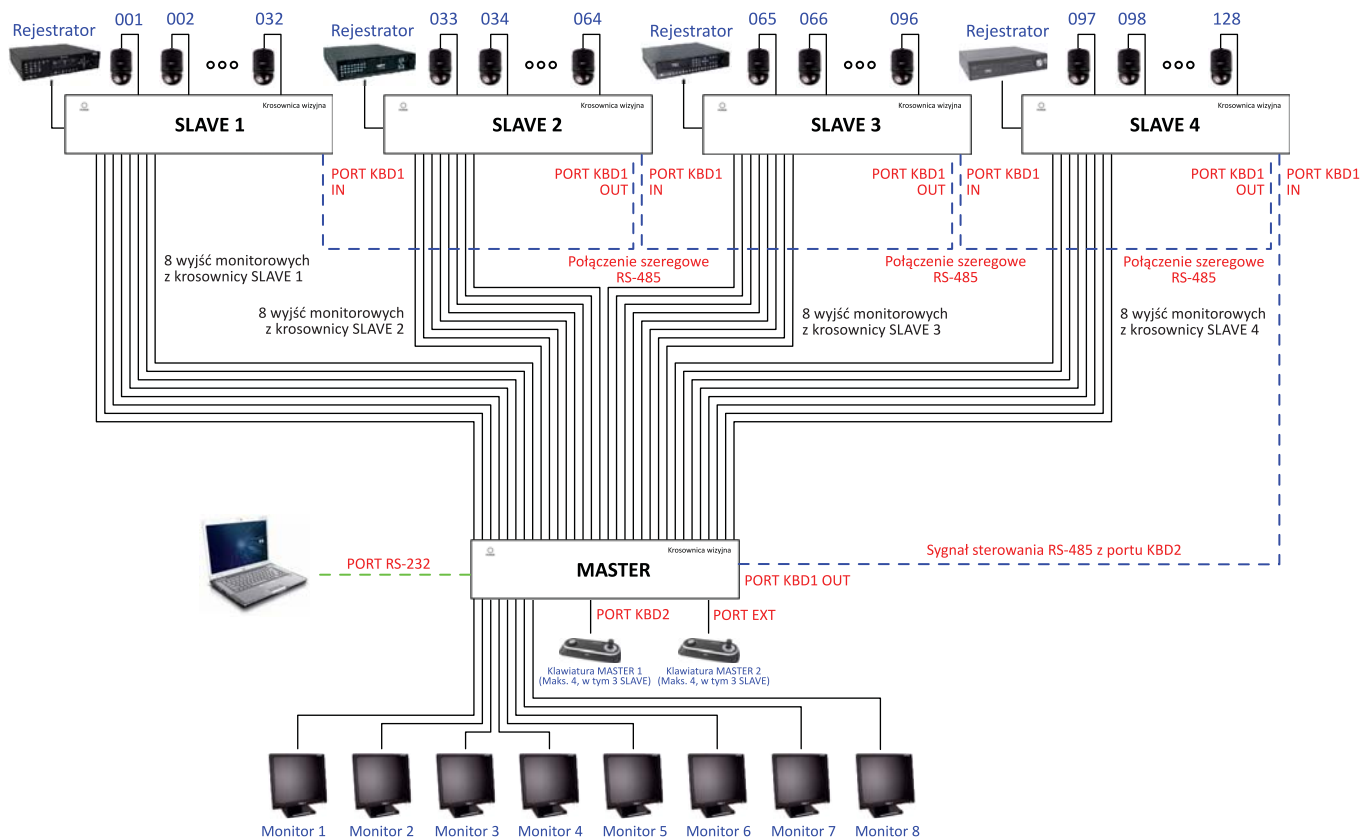 Rejestrator
001
002
032
Rejestrator
033
034
064
Rejestrator
065
066
096
Rejestrator
097
098
128
Krosownica wizyjna
SLAVE 1
Krosownica wizyjna
SLAVE 2
Krosownica wizyjna
SLAVE 3
Krosownica wizyjna
SLAVE 4
PORT KBD1
IN
PORT KBD1
OUT
PORT KBD1
IN
PORT KBD1
OUT
PORT KBD1
IN
PORT KBD1
OUT
PORT KBD1
IN
8 wyjść monitorowych
z krosownicy SLAVE 1
Połączenie szeregowe
RS-485
Połączenie szeregowe
RS-485
Połączenie szeregowe
RS-485
8 wyjść monitorowych
z krosownicy SLAVE 2
8 wyjść monitorowych
z krosownicy SLAVE 3
8 wyjść monitorowych
z krosownicy SLAVE 4
PORT RS-232
Krosownica wizyjna
MASTER
Sygnał sterowania RS-485 z portu KBD2
PORT KBD1 OUT
PORT KBD2
PORT EXT
Klawiatura MASTER 1
(Maks. 4, w tym 3 SLAVE)
Klawiatura MASTER 2
(Maks. 4, w tym 3 SLAVE)
Monitor 1
Monitor 2
Monitor 3
Monitor 4
Monitor 5
Monitor 6
Monitor 7
Monitor 8